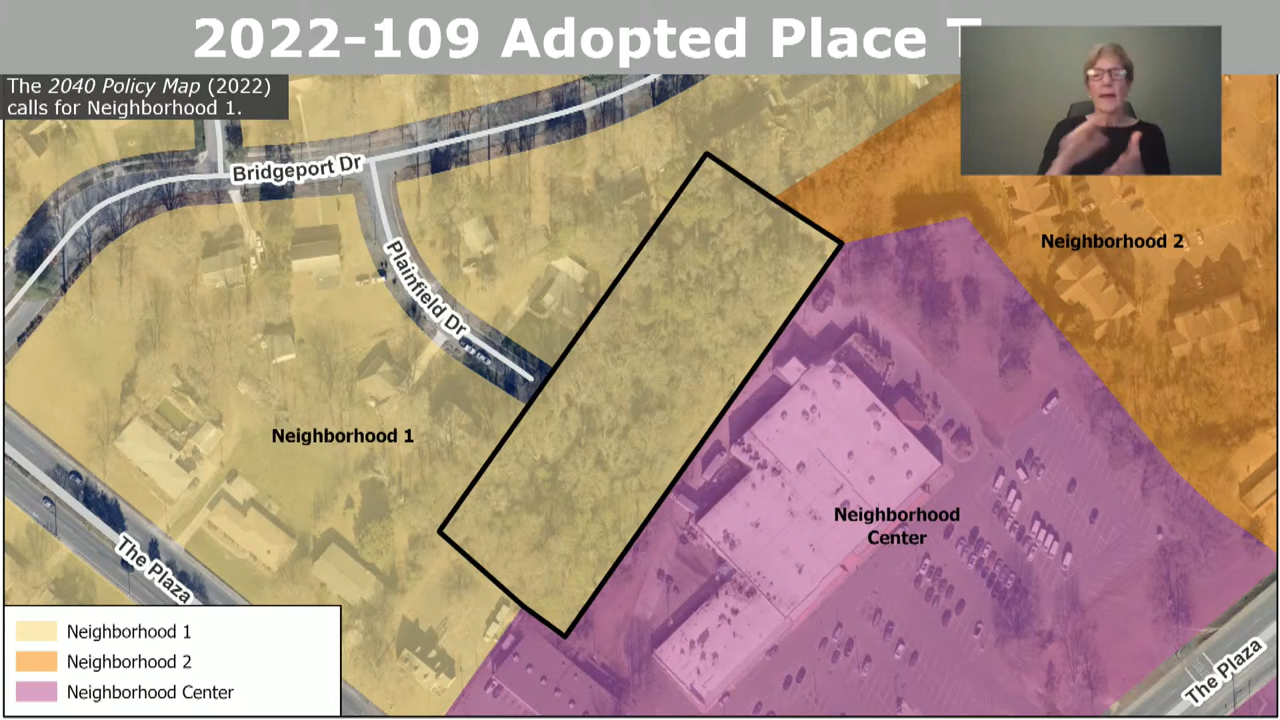 2022-109 Adopted Place
The 2040 Policy Map (2022)
calls for Neighborhood 1.
Bridgeport Dr
Neighborhood 2
Plainfield Dr
Neighborhood 1
Neighborhood
Center
The Plaza
Neighborhood 1
Neighborhood 2
Neighborhood Center
The Plaza